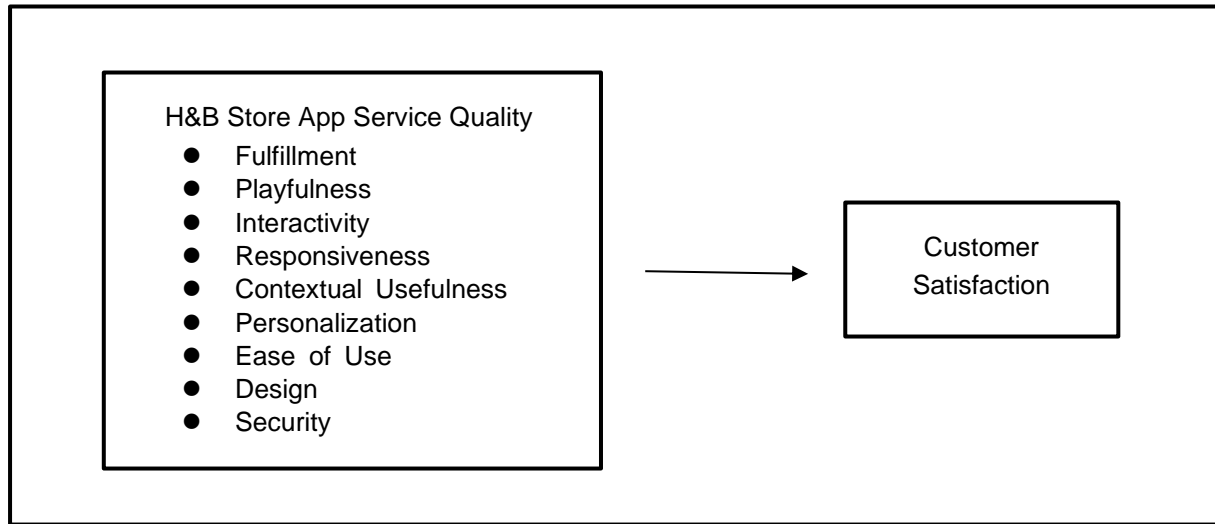 H&B Store App Service Quality
● Fulfillment
● Playfulness
● Interactivity
● Responsiveness
● Contextual Usefulness
● Personalization
● Ease of Use
● Design
● Security
Customer
Satisfaction